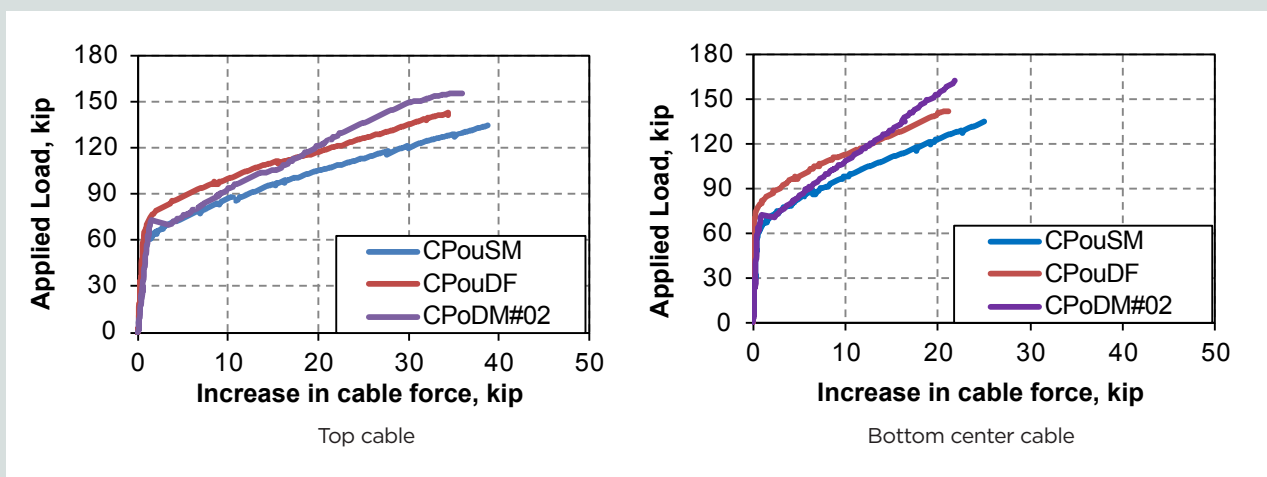 180
150
120
90
60
30
0
Applied Load, kip
CPouSM
CPouDF
CPoDM#02
0 10 20 30 40 50
Increase in cable force, kip
Top cable
180
150
120
90
60
30
0
Applied Load, kip
CPouSM
CPouDF
CPoDM#02
0 10 20 30 40 50
Increase in cable force, kip
Bottom center cable